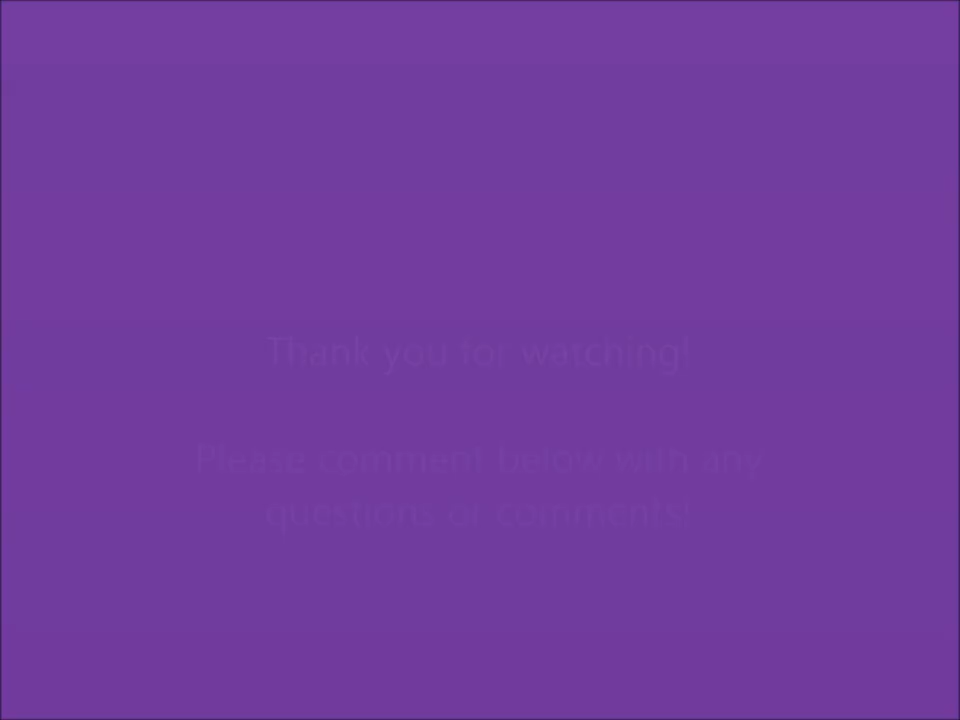 Thank you for watching!
Please comment below with any
questions or comments!